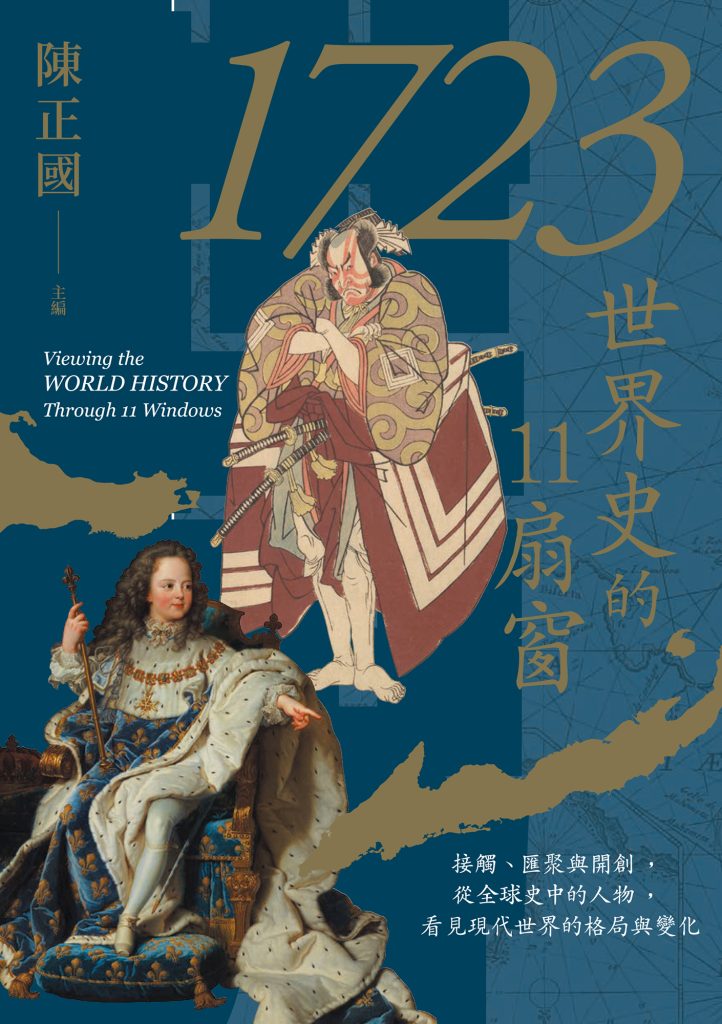 1723
陳正國
主編
Viewing the
WORLD HISTORY
Through 11 Windows
世界史的
11扇窗
接觸、匯聚與開創，
從全球史中的人物，
看見現代世界的格局與變化